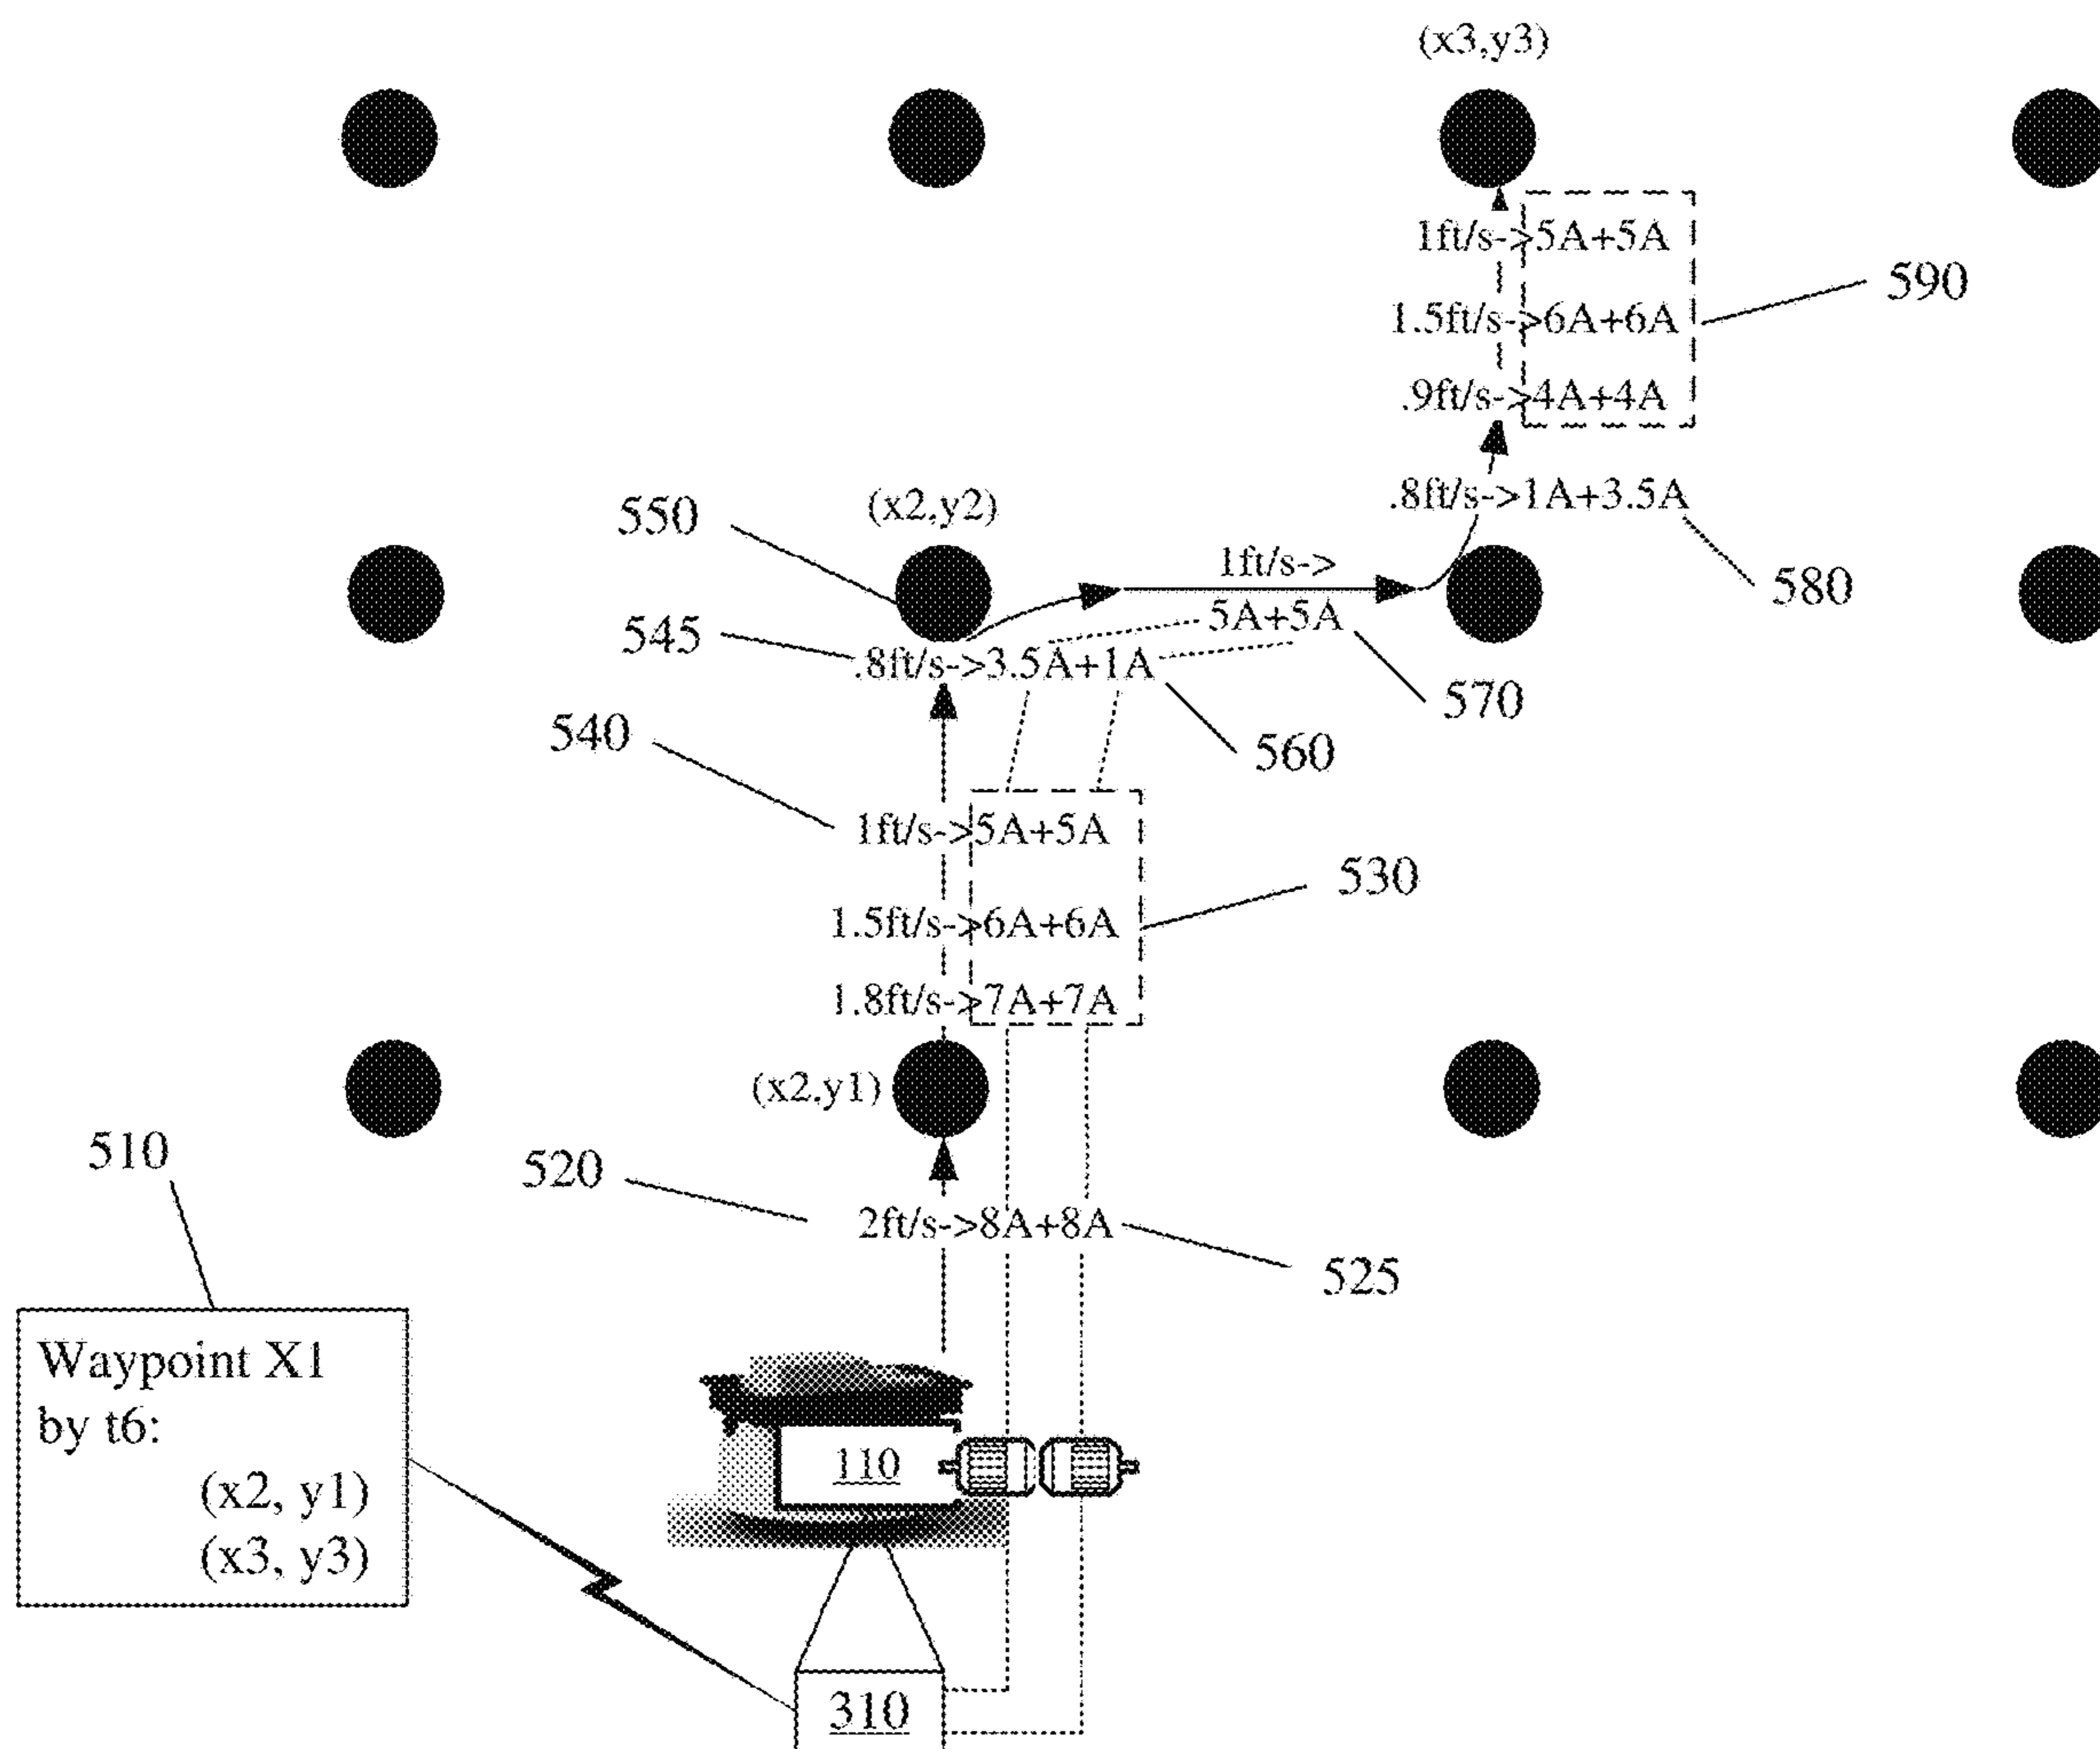 (x3,y3)
1ft/s->5A+5A
590
1.5ft/s->6A+6A
.9ft/s->4A+4A
.8ft/s->1A+3.5A
580
550
(x2,y2)
1ft/s->
5A+5A
570
545
.8ft/s->3.5A+1A
560
540
1ft/s->5A+5A
530
1.5ft/s->6A+6A
1.8ft/s->7A+7A
(x2,y1)
510
520
2ft/s->8A+8A
525
Waypoint X1
by t6:
(x2, y1)
(x3, y3)
110
310